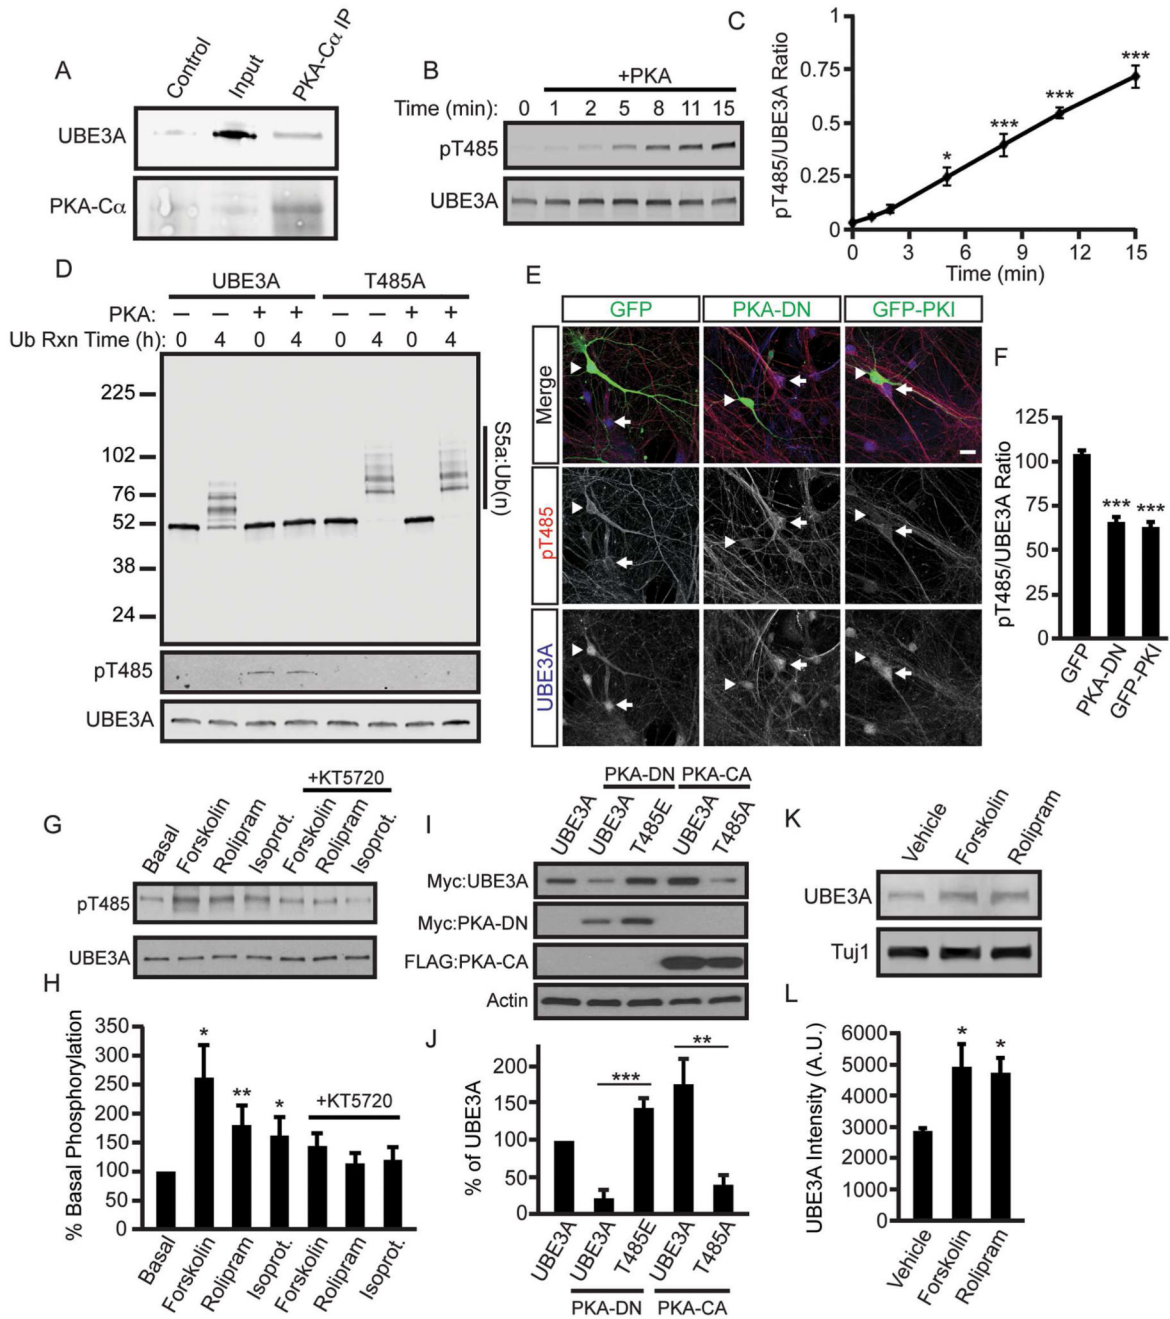 A
Control
Input
PKA-Cα IP
UBE3A
PKA-Cα
B
+PKA
Time (min): 0 1 2 5 8 11 15
pT485
UBE3A
C
pT485/UBE3A Ratio
1
0.75
0.5
0.25
0
* *** *** ***
0 3 6 9 12 15
Time (min)
D
UBE3A T485A
PKA: – – + + – – + +
Ub Rxn Time (h): 0 4 0 4 0 4 0 4
225
102
76
52
38
24
S5a:Ub(n)
pT485
UBE3A
E
GFP PKA-DN GFP-PKI
Merge
pT485
UBE3A
F
pT485/UBE3A Ratio
125
100
75
50
25
0
*** ***
GFP
PKA-DN
GFP-PKI
G
+KT5720
Basal
Forskolin
Rolipram
Isoprot.
Forskolin
Rolipram
Isoprot.
pT485
UBE3A
H
% Basal Phosphorylation
350
300
250
200
150
100
50
0
* ** *
+KT5720
Basal
Forskolin
Rolipram
Isoprot.
Forskolin
Rolipram
Isoprot.
I
PKA-DN PKA-CA
UBE3A
UBE3A
T485E
UBE3A
T485A
Myc:UBE3A
Myc:PKA-DN
FLAG:PKA-CA
Actin
J
% of UBE3A
200
150
100
50
0
*** **
UBE3A
UBE3A
T485E
UBE3A
T485A
PKA-DN PKA-CA
K
Vehicle
Forskolin
Rolipram
UBE3A
Tuj1
L
UBE3A Intensity (A.U.)
6000
5000
4000
3000
2000
1000
0
* *
Vehicle
Forskolin
Rolipram